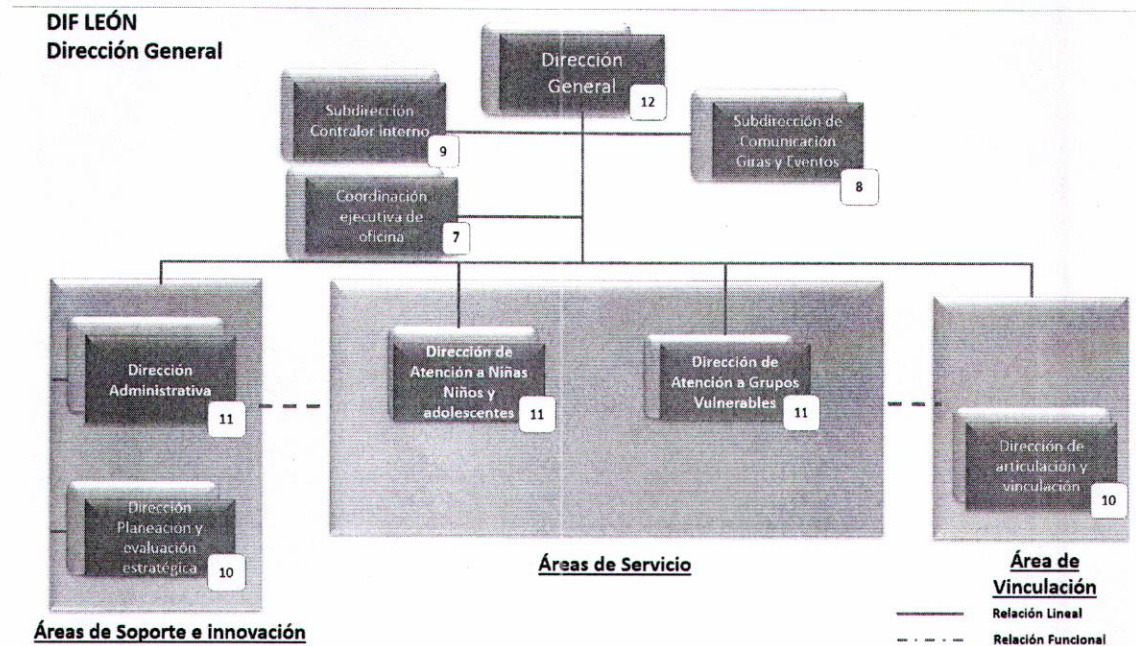 DIF LEÓN
Dirección General
Dirección
General
12
Subdirección
Contralor interno
9
Subdirección de
Comunicación
Giras y Eventos
8
Coordinación
ejecutiva de
oficina
7
Dirección
Administrativa
11
Dirección de
Atención a Niñas
Niños y
adolescentes
11
Dirección de
Atención a Grupos
Vulnerables
11
Dirección de
articulación y
vinculación
10
Dirección
Planeación y
evaluación
estratégica
10
Áreas de Servicio
Área de
Vinculación
Áreas de Soporte e innovación
Relación Lineal
Relación Funcional